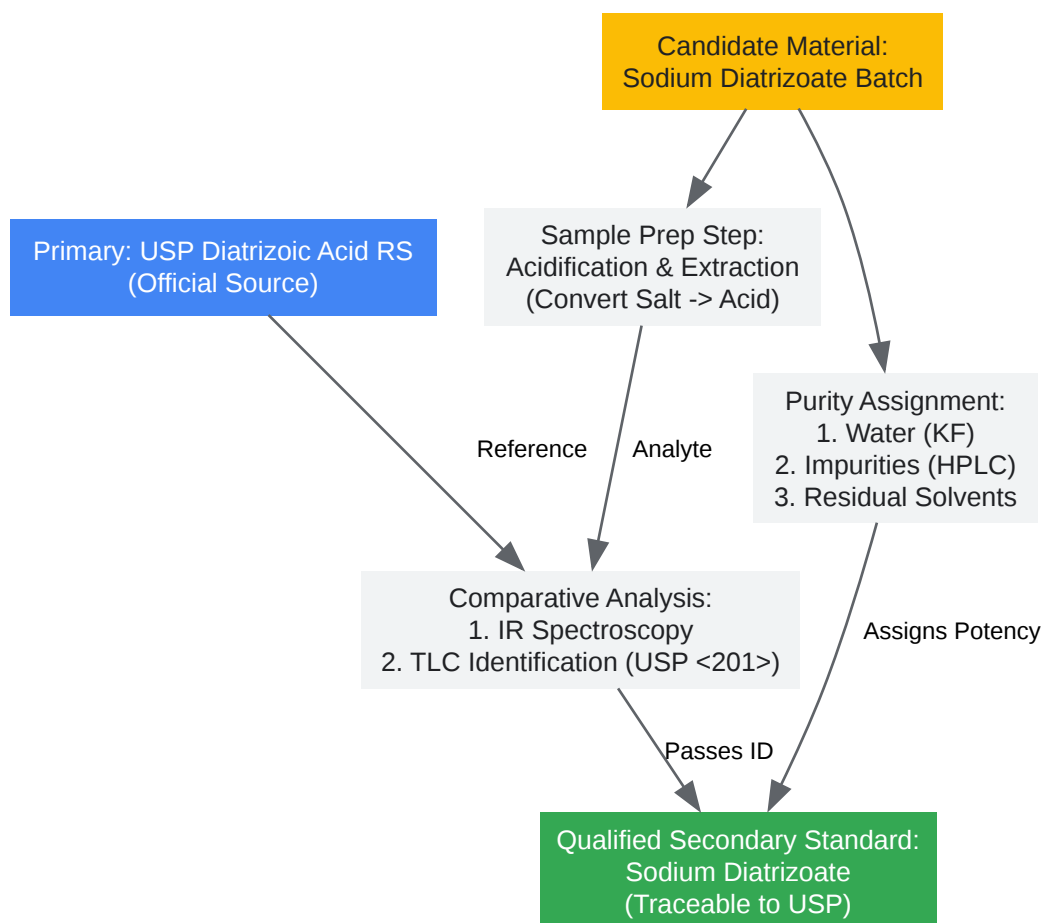 Candidate Material:
Sodium Diatrizoate Batch
Primary: USP Diatrizoic Acid RS
(Official Source)
Sample Prep Step:
Acidification & Extraction
(Convert Salt -> Acid)
Purity Assignment:
1. Water (KF)
2. Impurities (HPLC)
3. Residual Solvents
Reference
Analyte
Comparative Analysis:
1. IR Spectroscopy
2. TLC Identification (USP <201>)
Assigns Potency
Passes ID
Qualified Secondary Standard:
Sodium Diatrizoate
(Traceable to USP)